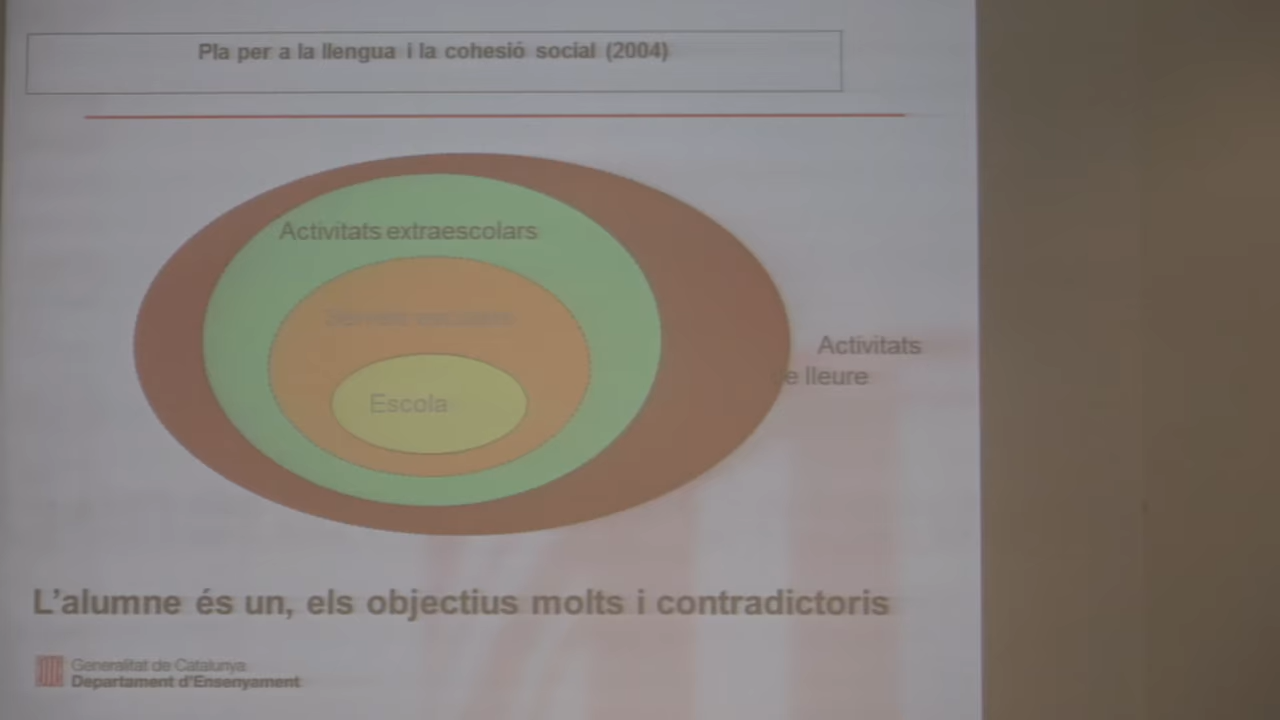 Pla per a la llengua i la cohesió social (2004)
Activitats extraescolars
Escola
Activitats
de lleure
L'alumne és un, els objectius molts i contradictoris
Generalitat de Catalunya
Departament d'Ensenyament